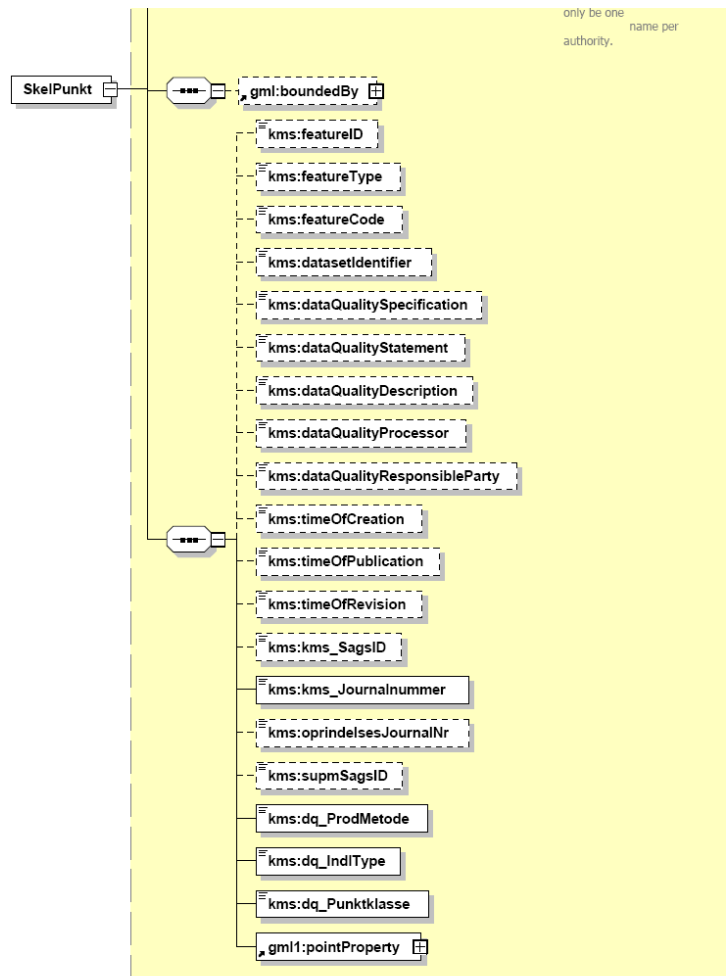 only be one
name per
authority.
SkelPunkt
gml:boundedBy
kms:featureID
kms:featureType
kms:featureCode
kms:datasetIdentifier
kms:dataQualitySpecification
kms:dataQualityStatement
kms:dataQualityDescription
kms:dataQualityProcessor
kms:dataQualityResponsibleParty
kms:timeOfCreation
kms:timeOfPublication
kms:timeOfRevision
kms:kms_SagsID
kms:kms_Journalnummer
kms:oprindelsesJournalNr
kms:supmSagsID
kms:dq_ProdMetode
kms:dq_IndlType
kms:dq_Punktklasse
gml1:pointProperty